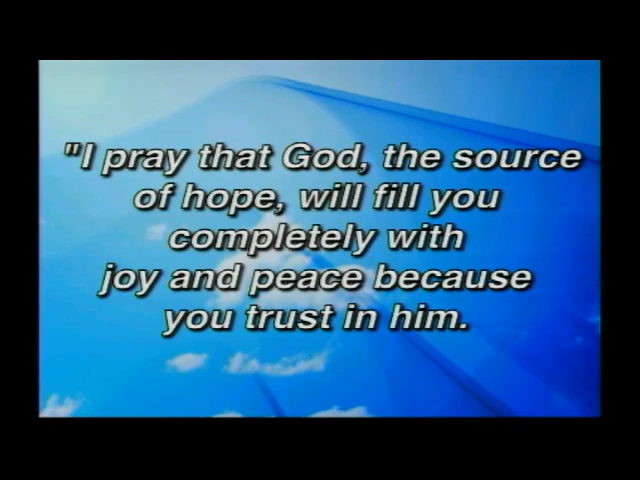 "I pray that God, the source
of hope, will fill you
completely with
joy and peace because
you trust in him.